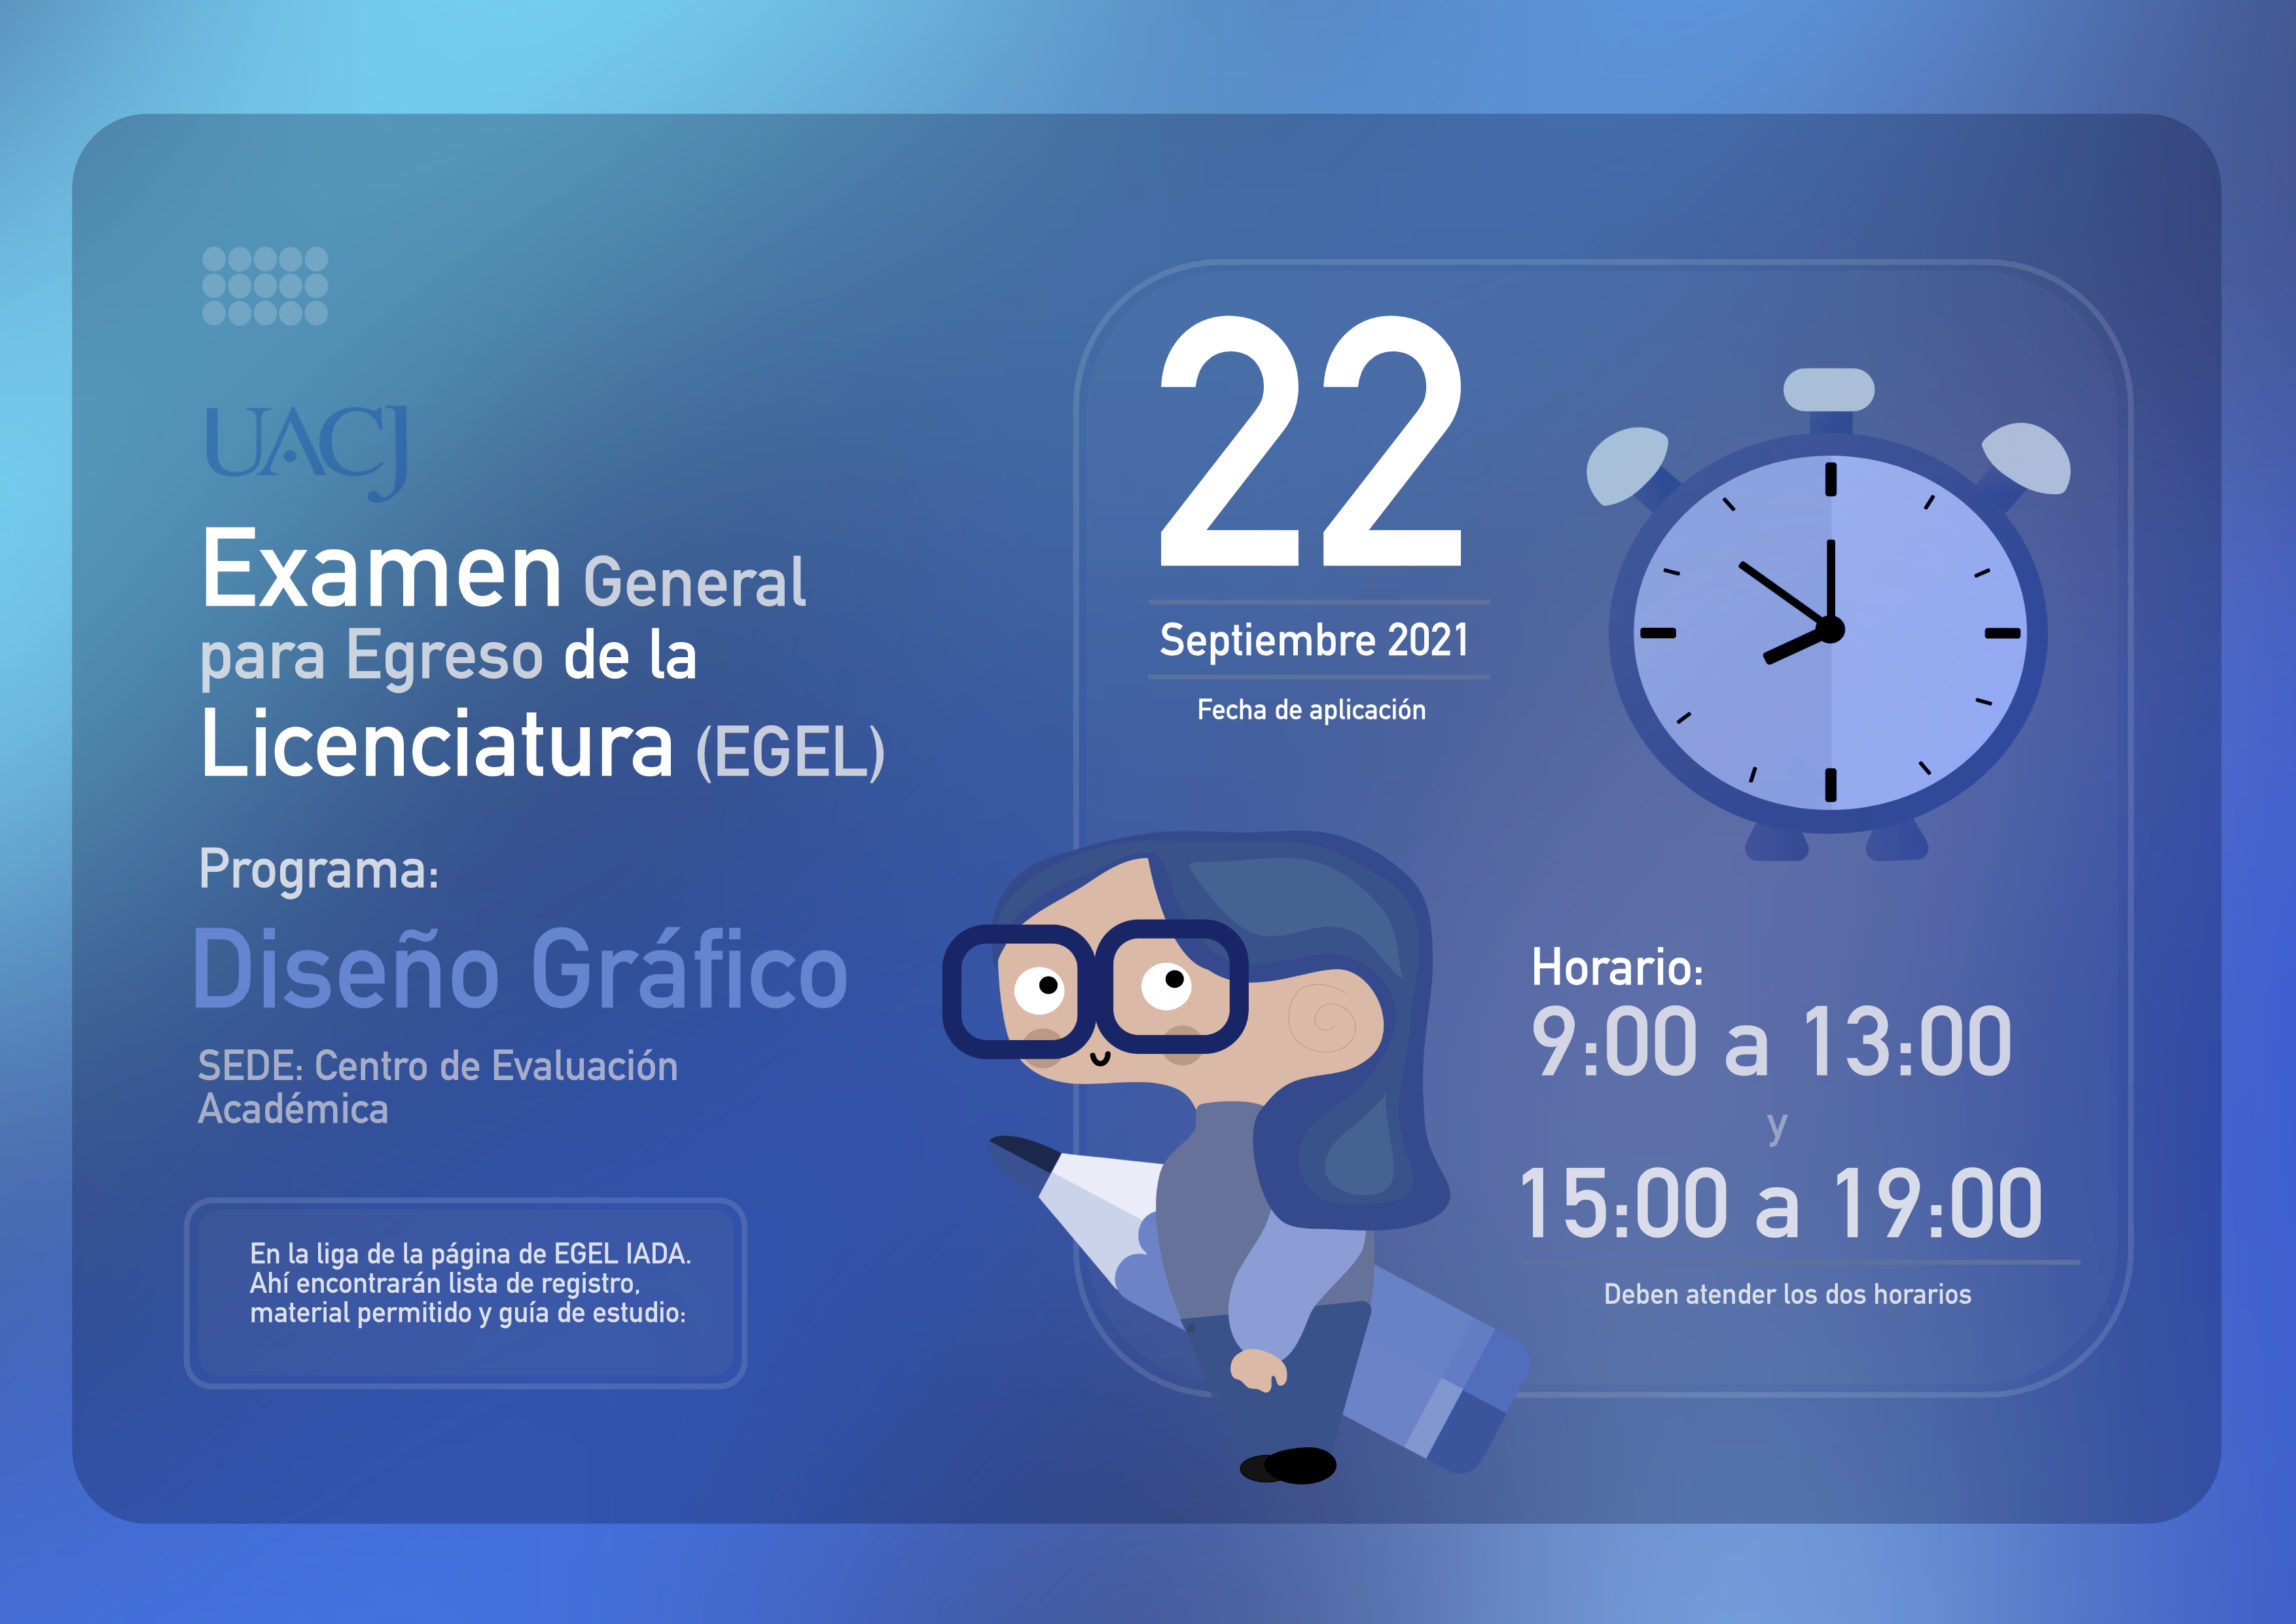 UACJ
Examen General
para Egreso de la
Licenciatura (EGEL)
Programa:
Diseño Gráfico
SEDE: Centro de Evaluación
Académica
En la liga de la página de EGEL IADA.
Ahí encontrarán lista de registro,
material permitido y guía de estudio:
22
Septiembre 2021
Fecha de aplicación
Horario:
9:00 a 13:00
y
15:00 a 19:00
Deben atender los dos horarios